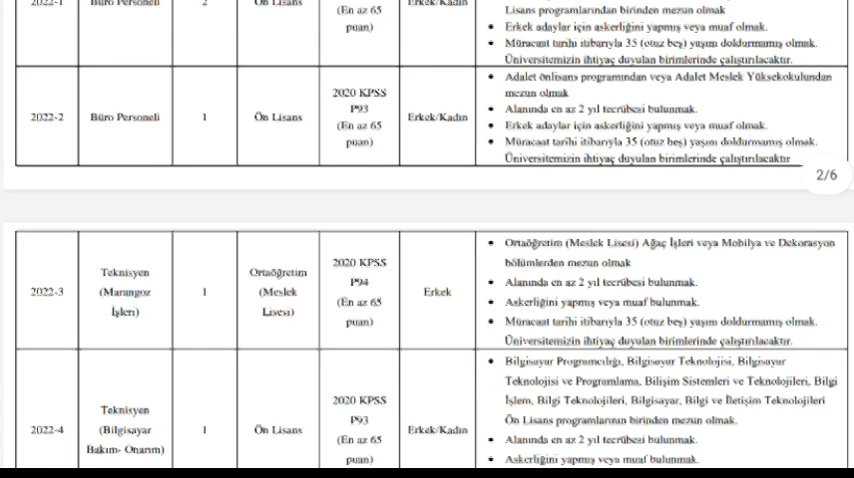 2022-1 Büro Personeli 2 Ön Lisans (En az 65 puan) Erkek/Kadın
Lisans programlarından birinden mezun olmak
• Erkek adaylar için askerliğini yapmış veya muaf olmak.
• Müracaat tarihi itibarıyla 35 (otuz beş) yaşını doldurmamış olmak.
Üniversitemizin ihtiyaç duyulan birimlerinde çalıştırılacaktır.
2022-2 Büro Personeli 1 Ön Lisans 2020 KPSS P93 (En az 65 puan) Erkek/Kadın
• Adalet önlisans programından veya Adalet Meslek Yüksekokulundan
mezun olmak
• Alanında en az 2 yıl tecrübesi bulunmak.
• Erkek adaylar için askerliğini yapmış veya muaf olmak.
• Müracaat tarihi itibarıyla 35 (otuz beş) yaşını doldurmamış olmak.
Üniversitemizin ihtiyaç duyulan birimlerinde çalıştırılacaktır
2/6
2022-3 Teknisyen (Marangoz İşleri) 1 Ortaöğretim (Meslek Lisesi) 2020 KPSS P94 (En az 65 puan) Erkek
• Ortaöğretim (Meslek Lisesi) Ağaç İşleri veya Mobilya ve Dekorasyon
bölümlerden mezun olmak
• Alanında en az 2 yıl tecrübesi bulunmak.
• Askerliğini yapmış veya muaf bulunmak.
• Müracaat tarihi itibarıyla 35 (otuz beş) yaşını doldurmamış olmak.
Üniversitemizin ihtiyaç duyulan birimlerinde çalıştırılacaktır.
2022-4 Teknisyen (Bilgisayar Bakım- Onarım) 1 Ön Lisans 2020 KPSS P93 (En az 65 puan) Erkek/Kadın
• Bilgisayar Programcılığı, Bilgisayar Teknolojisi, Bilgisayar
Teknolojisi ve Programlama, Bilişim Sistemleri ve Teknolojileri, Bilgi
İşlem, Bilgi Teknolojileri, Bilgisayar, Bilgi ve İletişim Teknolojileri
Ön Lisans programlarının birinden mezun olmak.
• Alanında en az 2 yıl tecrübesi bulunmak.
• Askerliğini yapmış veya muaf bulunmak.